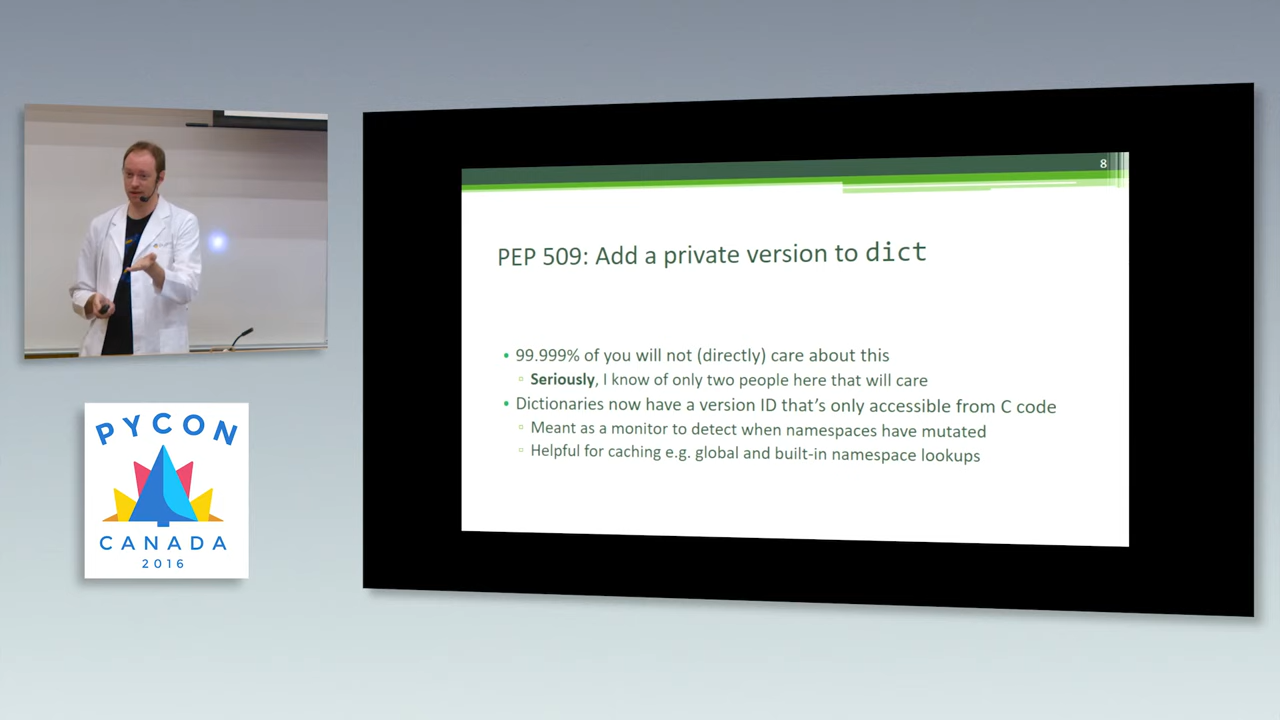 8
PEP 509: Add a private version to dict
• 99.999% of you will not (directly) care about this
▫ Seriously, I know of only two people here that will care
• Dictionaries now have a version ID that's only accessible from C code
▫ Meant as a monitor to detect when namespaces have mutated
▫ Helpful for caching e.g. global and built-in namespace lookups
PYCON
CANADA
2016